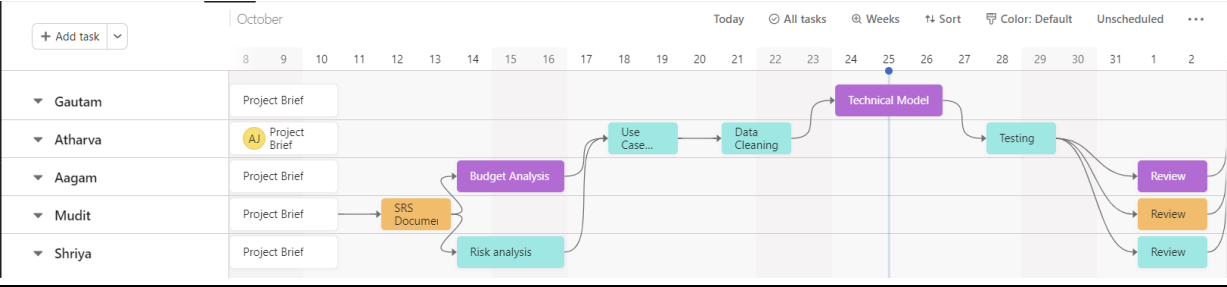 October
Today All tasks Weeks Sort Color: Default Unscheduled ...
+ Add task
8 9 10 11 12 13 14 15 16 17 18 19 20 21 22 23 24 25 26 27 28 29 30 31 1 2
Gautam
Project Brief
Technical Model
Atharva
AJ
Project
Brief
Use
Case...
Data
Cleaning
Testing
Aagam
Project Brief
Budget Analysis
Review
Mudit
Project Brief
SRS
Documen
Review
Shriya
Project Brief
Risk analysis
Review